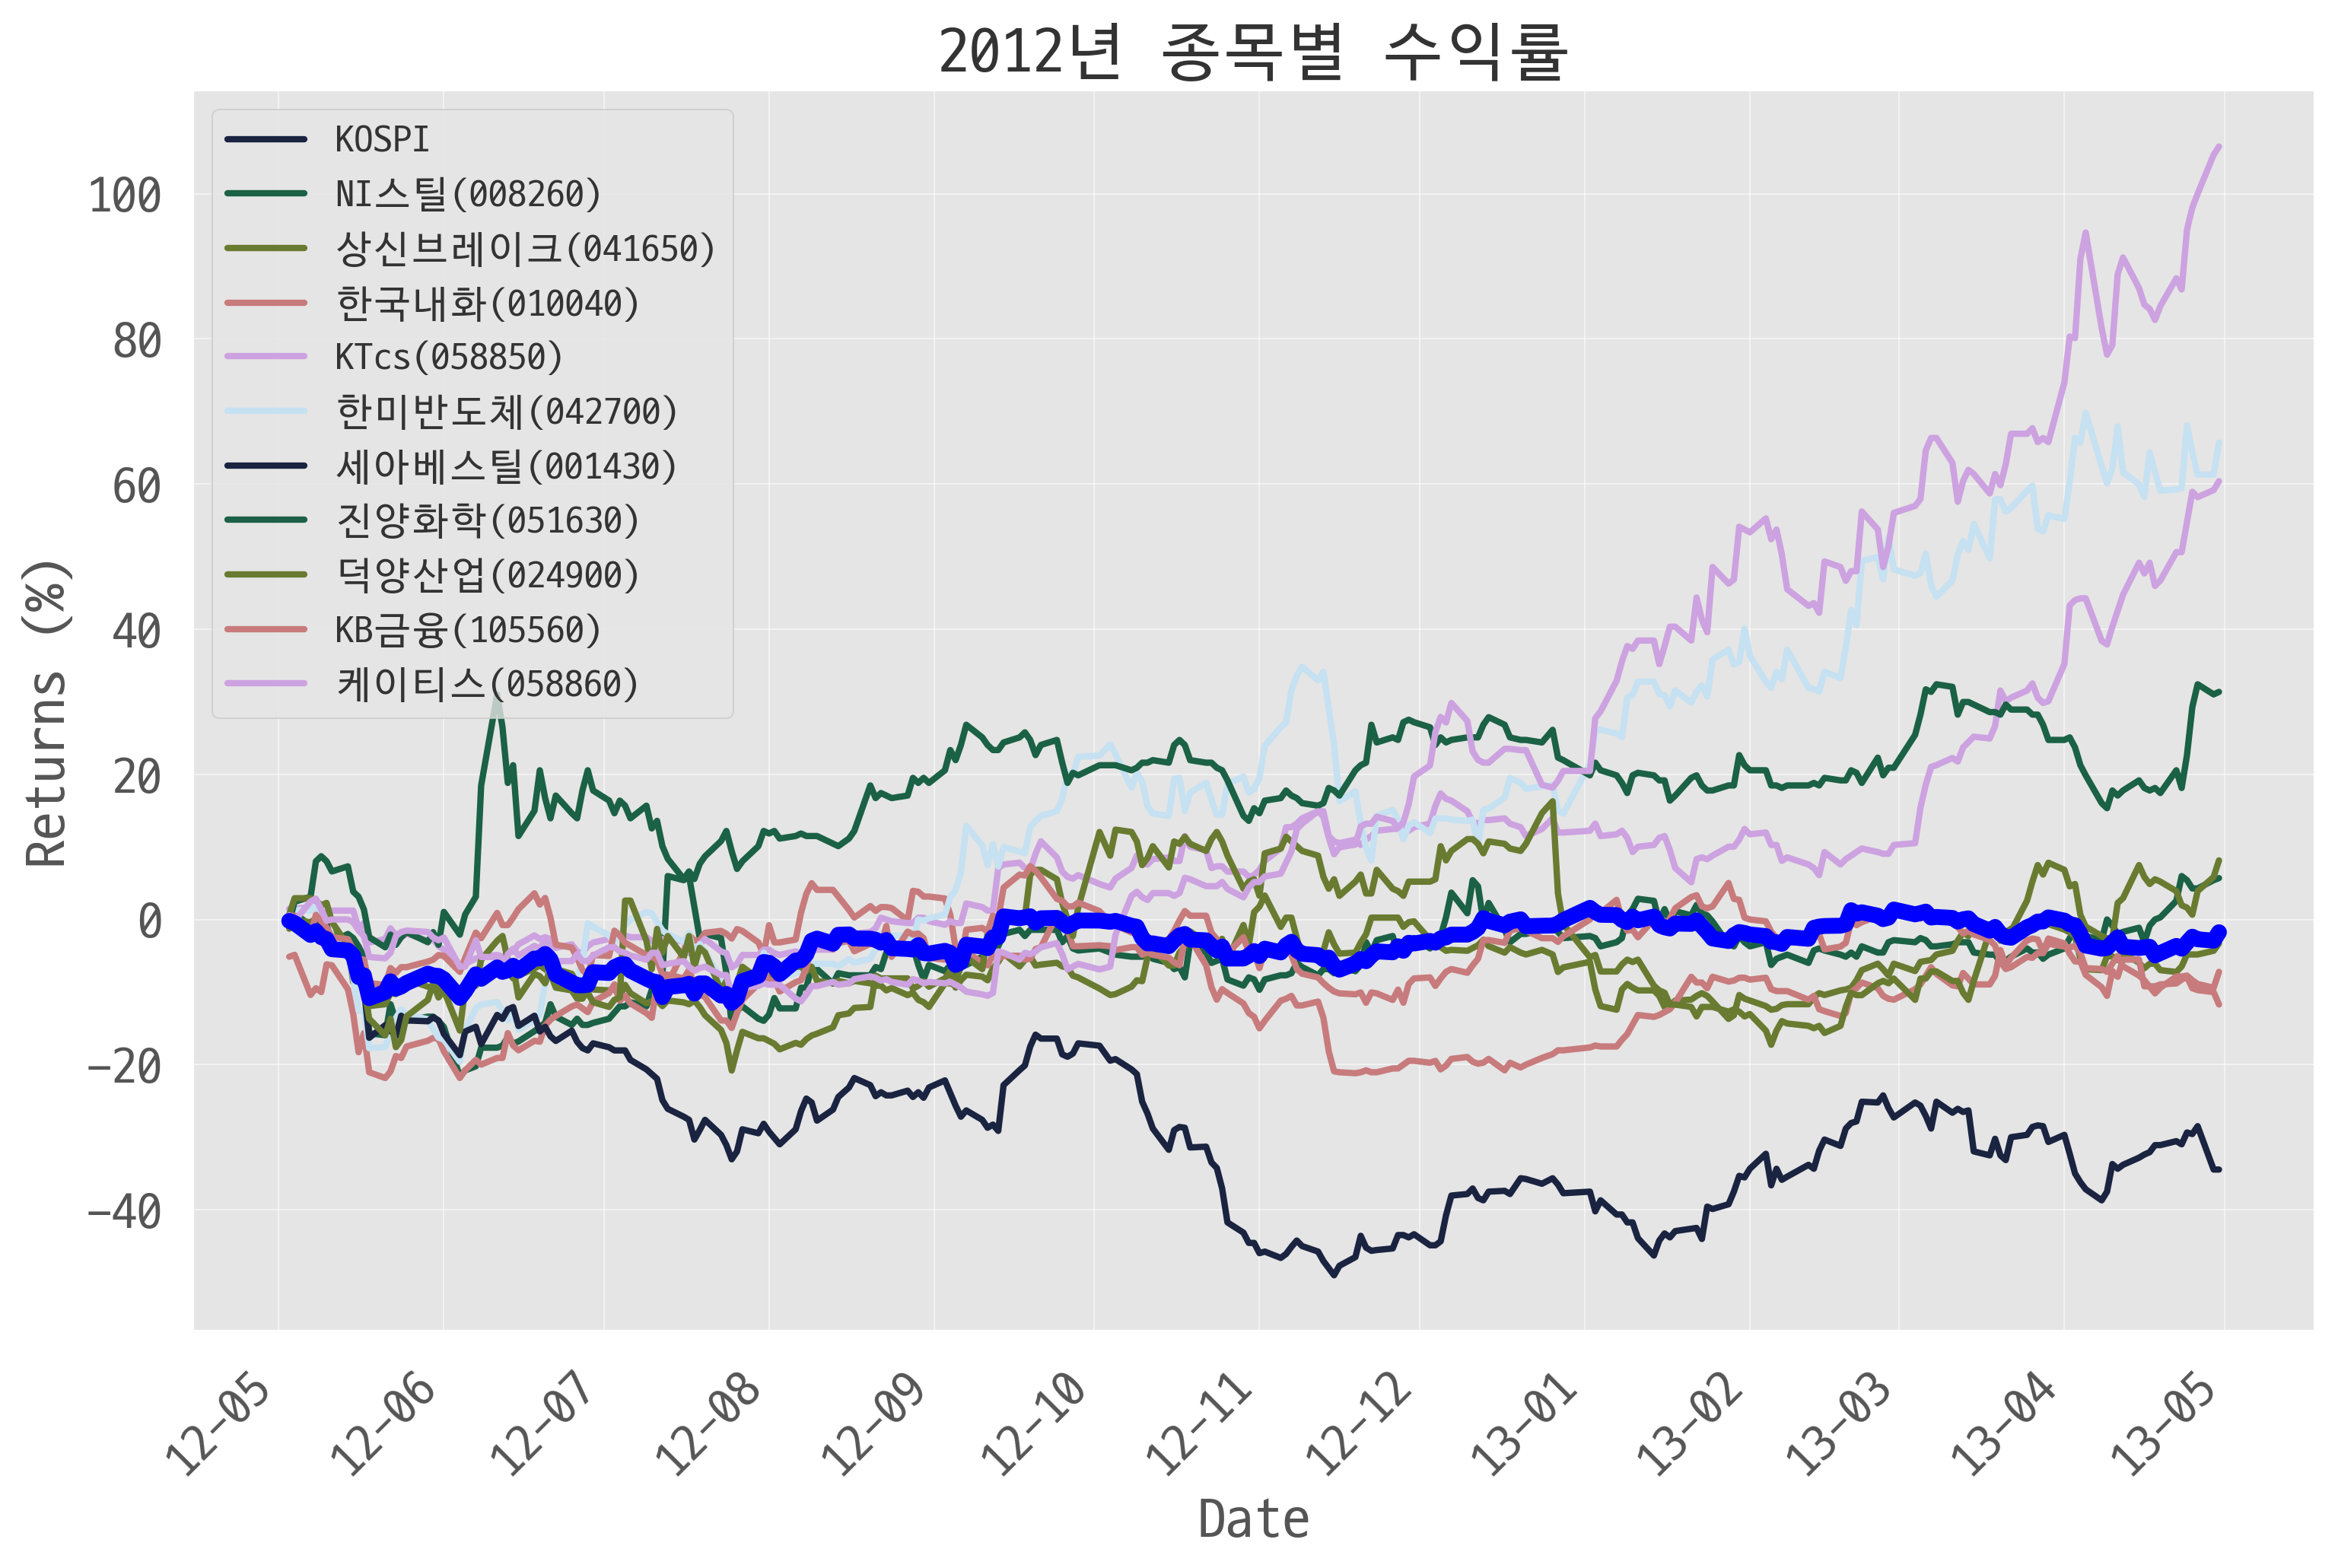 2012년 종목별 수익률
KOSPI
NI스틸(008260)
상신브레이크(041650)
한국내화(010040)
KTcs(058850)
한미반도체(042700)
세아베스틸(001430)
진양화학(051630)
덕양산업(024900)
KB금융(105560)
케이티스(058860)
Returns (%)
100
80
60
40
20
0
−20
−40
12−05
12−06
12−07
12−08
12−09
12−10
12−11
12−12
13−01
13−02
13−03
13−04
13−05
Date